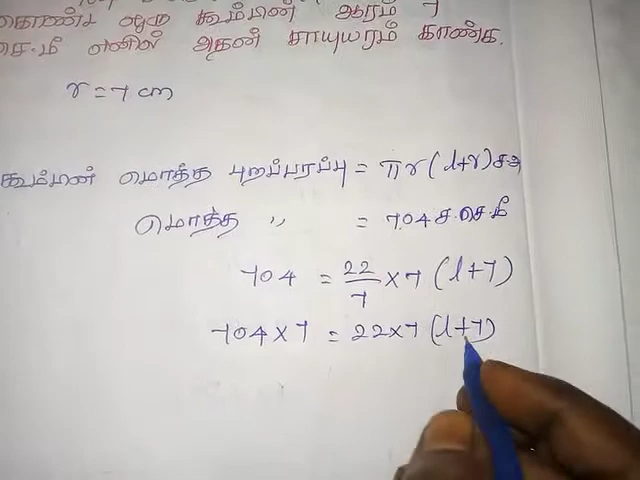 கொண்ட ஒரு கூம்பின் ஆரம் 7
செ.மீ எனில் அதன் சாயுயரம் காண்க.
r = 7 cm
கூம்பின் மொத்த புறப்பரப்பு = πr (l+r) ச.அ
மொத்த ,, = 704 ச.செ.மீ
704 = 22/7 × 7 (l+7)
704 × 7 = 22×7 (l+7)